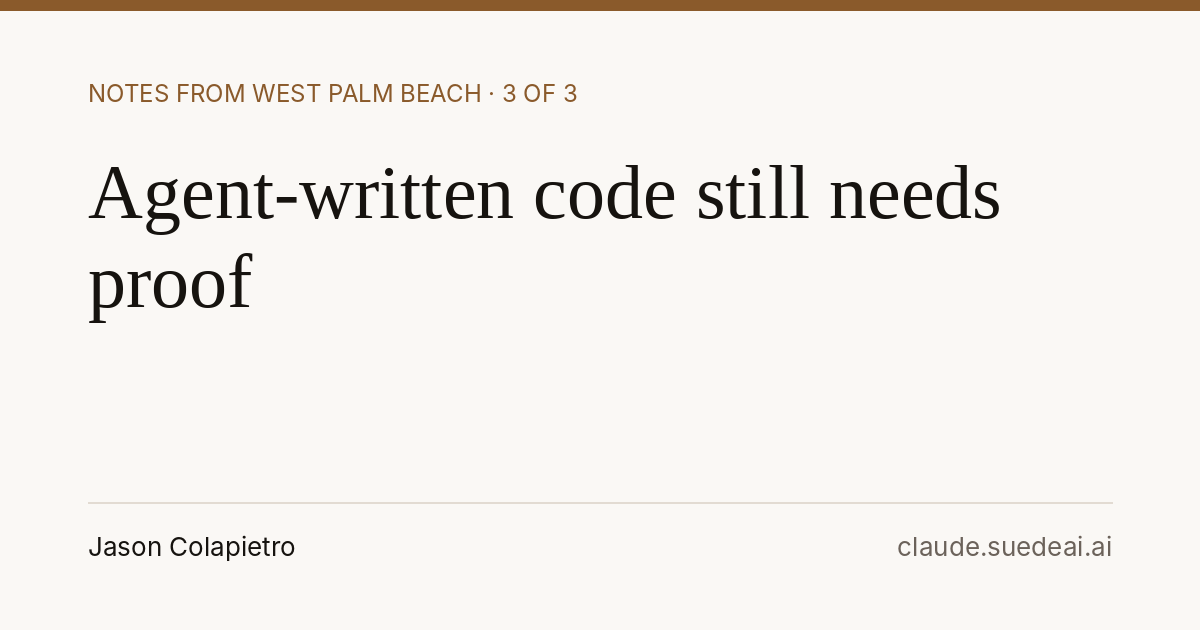 NOTES FROM WEST PALM BEACH · 3 OF 3
Agent-written code still needs
proof
Jason Colapietro
claude.suedeai.ai